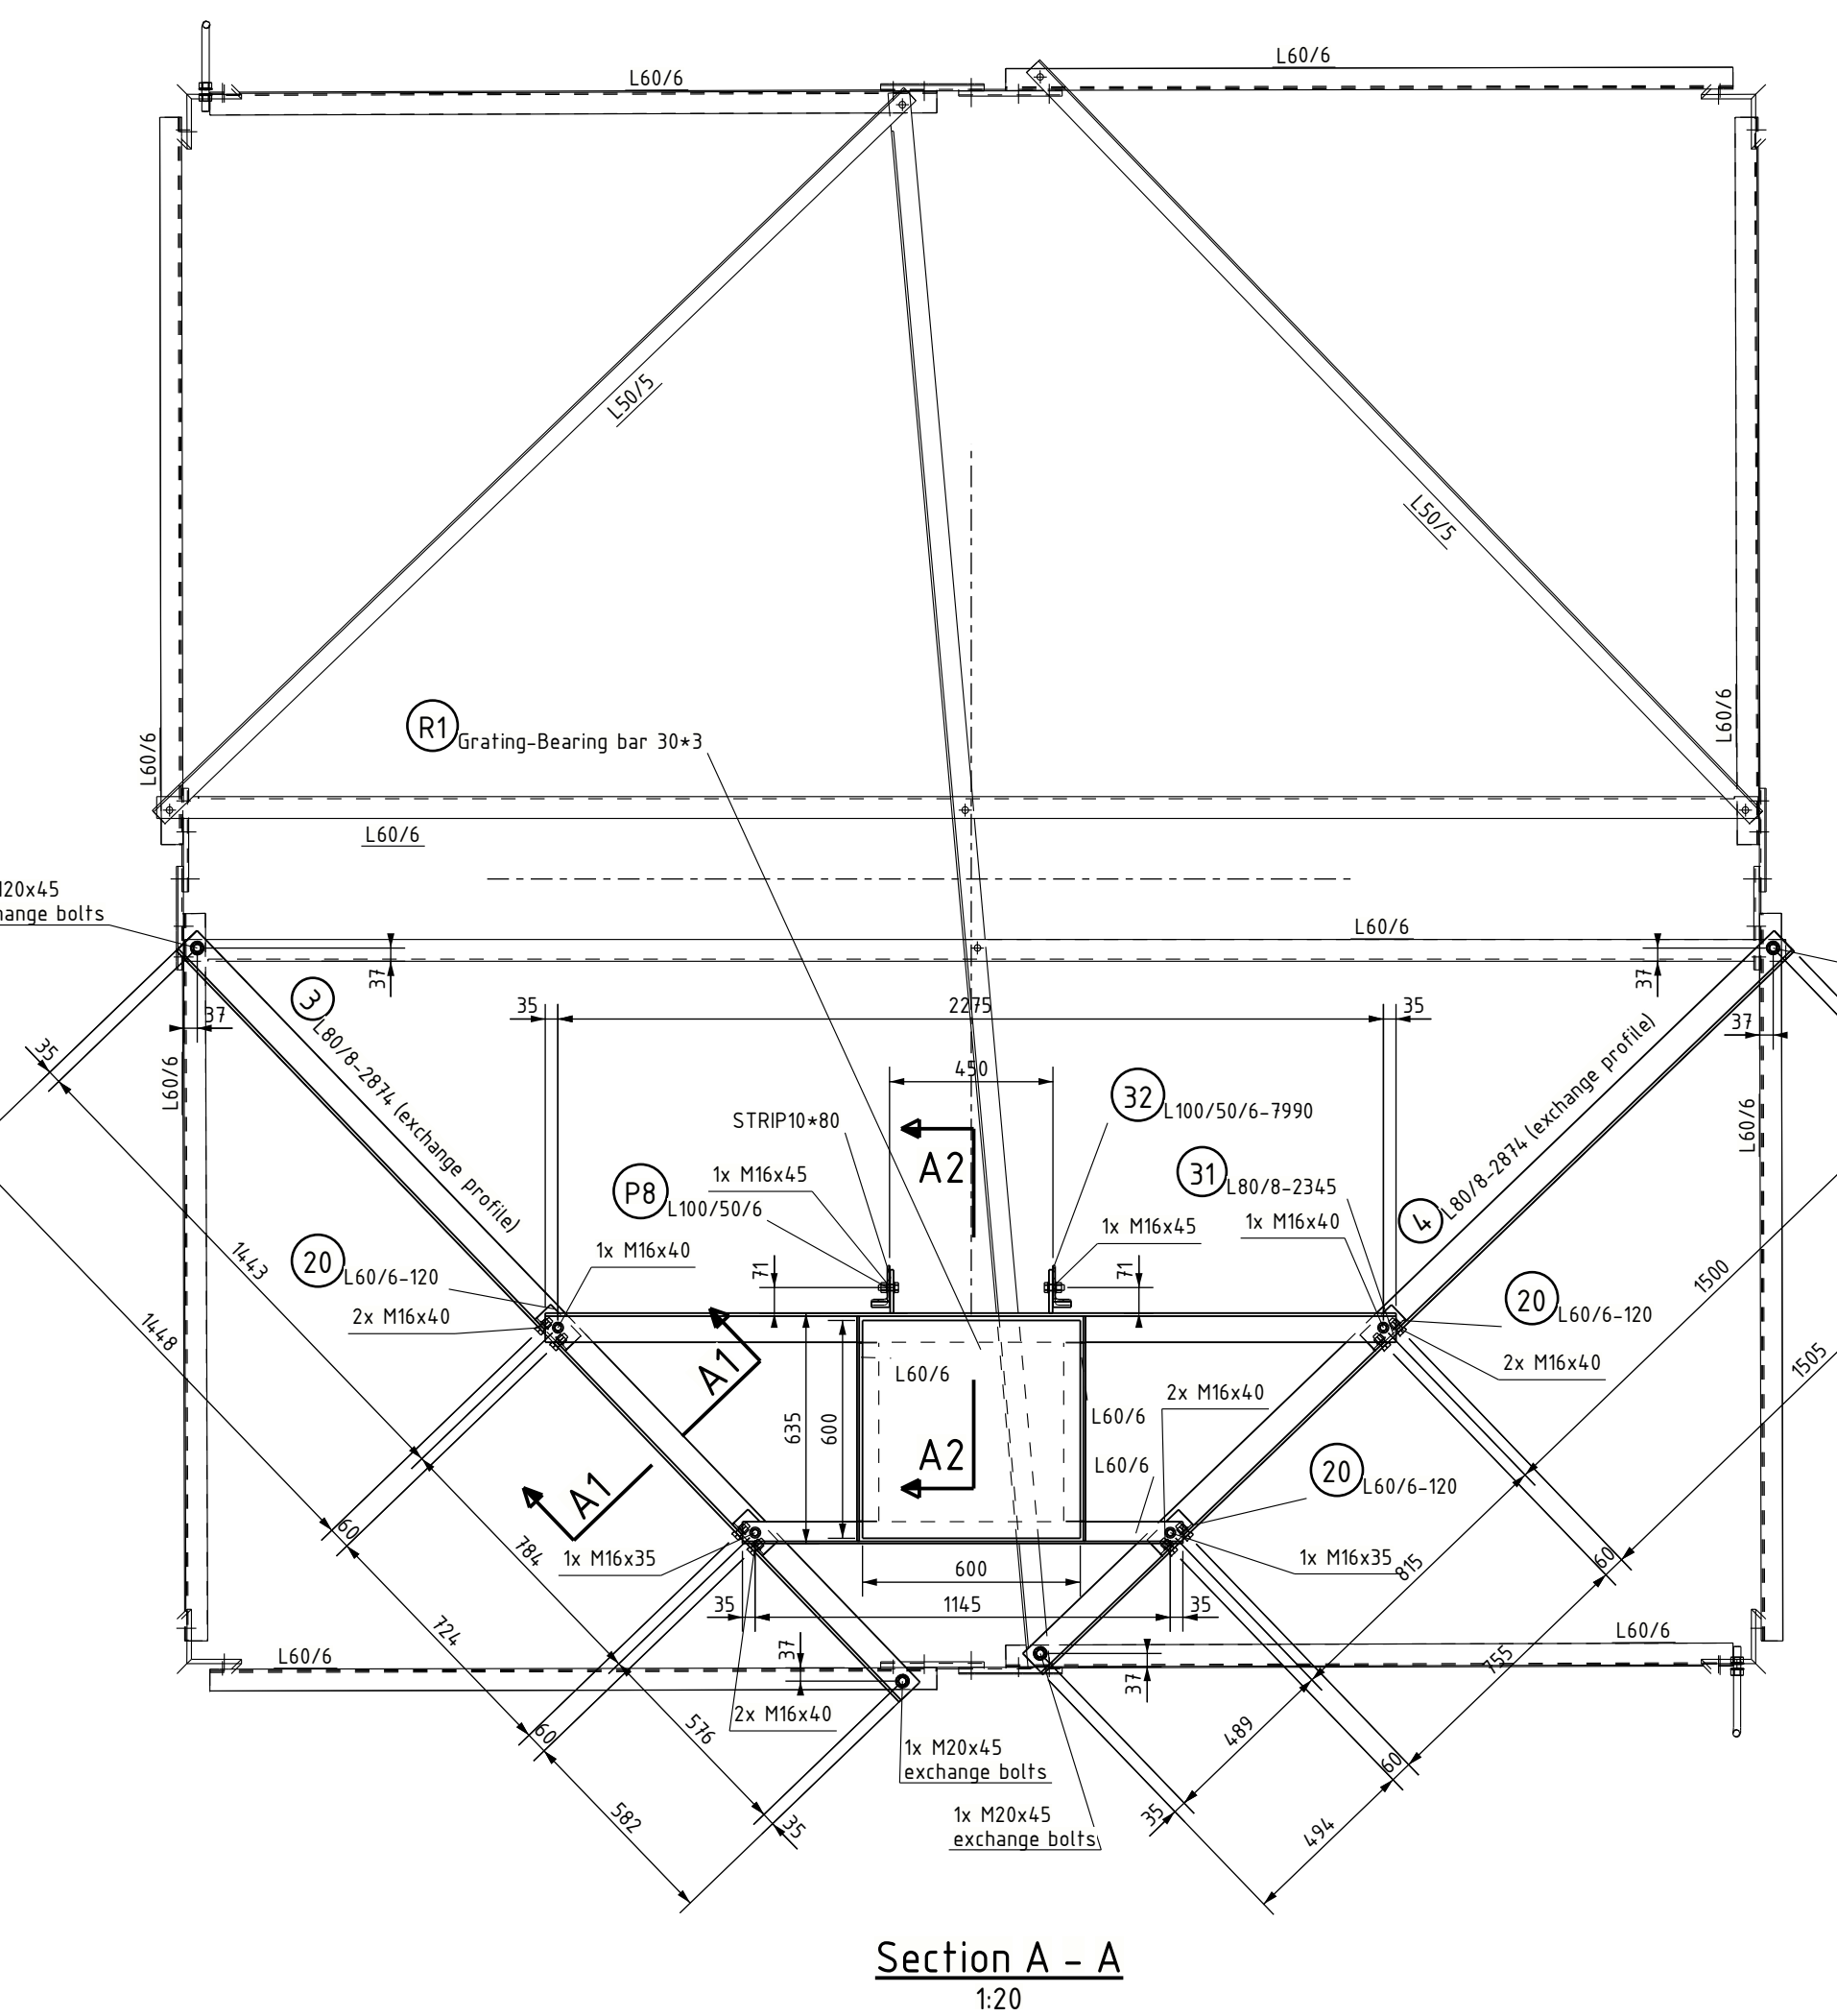 L60/6
L60/6
L50/5
L50/5
R1
Grating-Bearing bar 30*3
L60/6
L60/6
L60/6
20x45
hange bolts
L60/6
37
37
37
37
3
L80/8-2874 (exchange profile)
35
2275
35
450
4
L80/8-2874 (exchange profile)
L60/6
L60/6
35
STRIP10*80
32
L100/50/6-7990
A2
31
L80/8-2345
1x M16x45
P8
L100/50/6
1x M16x45
1x M16x40
1443
1448
20
L60/6-120
1x M16x40
2x M16x40
71
71
1500
1505
20
L60/6-120
2x M16x40
A1
A1
L60/6
635
600
A2
2x M16x40
L60/6
L60/6
20
L60/6-120
60
784
1x M16x35
600
1x M16x35
815
60
35
1145
35
724
L60/6
37
37
L60/6
755
60
576
2x M16x40
1x M20x45
exchange bolts
489
60
582
35
1x M20x45
exchange bolts
35
494
Section A - A
1:20